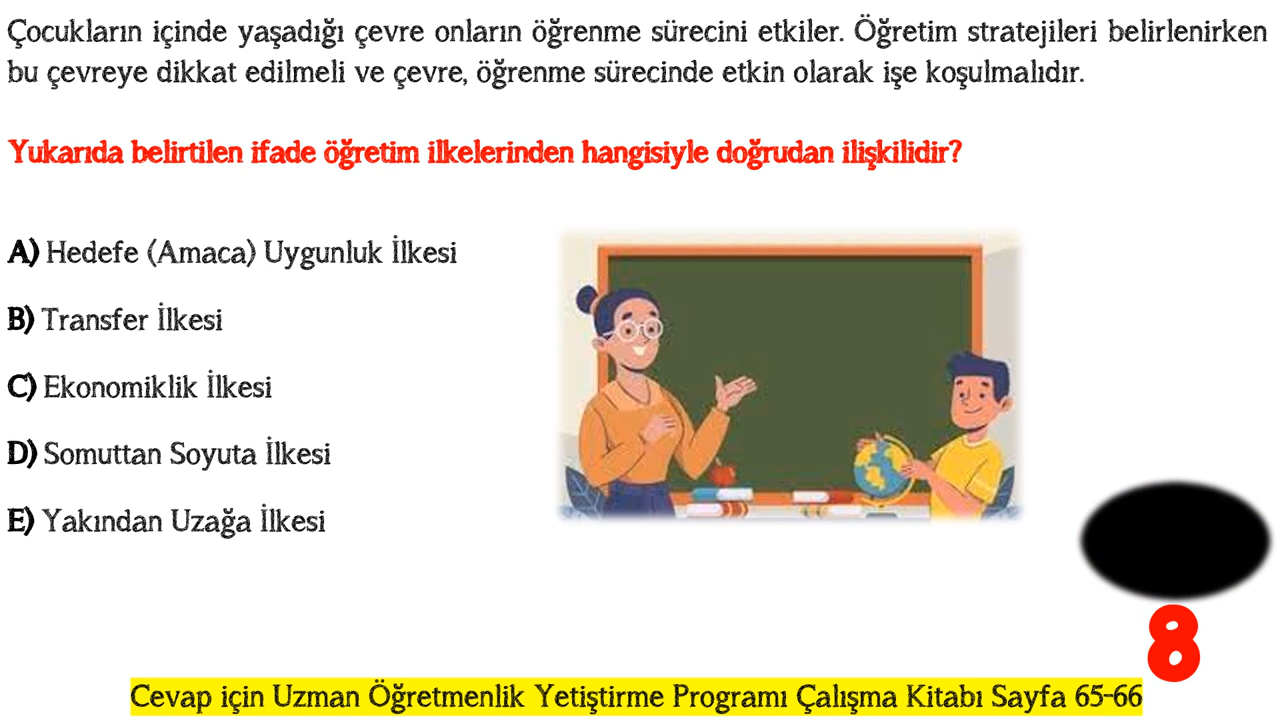 Çocukların içinde yaşadığı çevre onların öğrenme sürecini etkiler. Öğretim stratejileri belirlenirken
bu çevreye dikkat edilmeli ve çevre, öğrenme sürecinde etkin olarak işe koşulmalıdır.
Yukarıda belirtilen ifade öğretim ilkelerinden hangisiyle doğrudan ilişkilidir?
A) Hedefe (Amaca) Uygunluk İlkesi
B) Transfer İlkesi
C) Ekonomiklik İlkesi
D) Somuttan Soyuta İlkesi
E) Yakından Uzağa İlkesi
8
Cevap için Uzman Öğretmenlik Yetiştirme Programı Çalışma Kitabı Sayfa 65-66